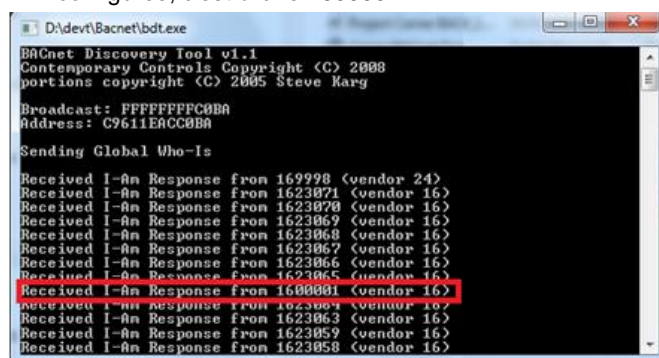 D:\devt\Bacnet\bdt.exe
BACnet Discovery Tool v1.1
Contemporary Controls Copyright (C) 2008
portions copyright (C) 2005 Steve Karg
Broadcast: FFFFFFFFC0BA
Address: C9611EACC0BA
Sending Global Who-Is
Received I-Am Response from 169998 (vendor 24)
Received I-Am Response from 1623071 (vendor 16)
Received I-Am Response from 1623070 (vendor 16)
Received I-Am Response from 1623069 (vendor 16)
Received I-Am Response from 1623068 (vendor 16)
Received I-Am Response from 1623067 (vendor 16)
Received I-Am Response from 1623066 (vendor 16)
Received I-Am Response from 1623065 (vendor 16)
Received I-Am Response from 1600001 (vendor 16)
Received I-Am Response from 1623064 (vendor 16)
Received I-Am Response from 1623063 (vendor 16)
Received I-Am Response from 1623059 (vendor 16)
Received I-Am Response from 1623058 (vendor 16)